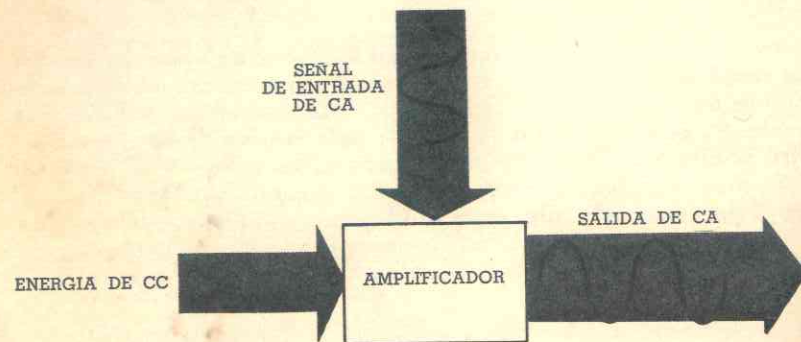 SEÑAL
DE ENTRADA
DE CA
SALIDA DE CA
ENERGIA DE CC
AMPLIFICADOR